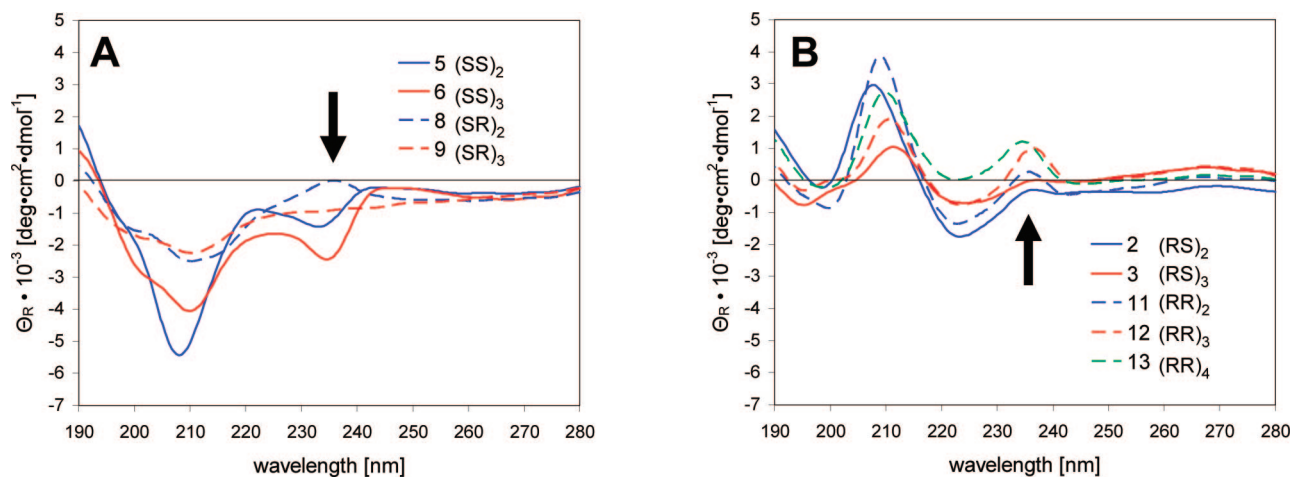 A
5 (SS)2
6 (SS)3
8 (SR)2
9 (SR)3
5
4
3
2
1
0
-1
-2
-3
-4
-5
-6
-7
190 200 210 220 230 240 250 260 270 280
wavelength [nm]
ΘR • 10-3 [deg•cm2•dmol-1]
B
5
4
3
2
1
0
-1
-2
-3
-4
-5
-6
-7
2 (RS)2
3 (RS)3
11 (RR)2
12 (RR)3
13 (RR)4
190 200 210 220 230 240 250 260 270 280
wavelength [nm]
ΘR • 10-3 [deg•cm2•dmol-1]